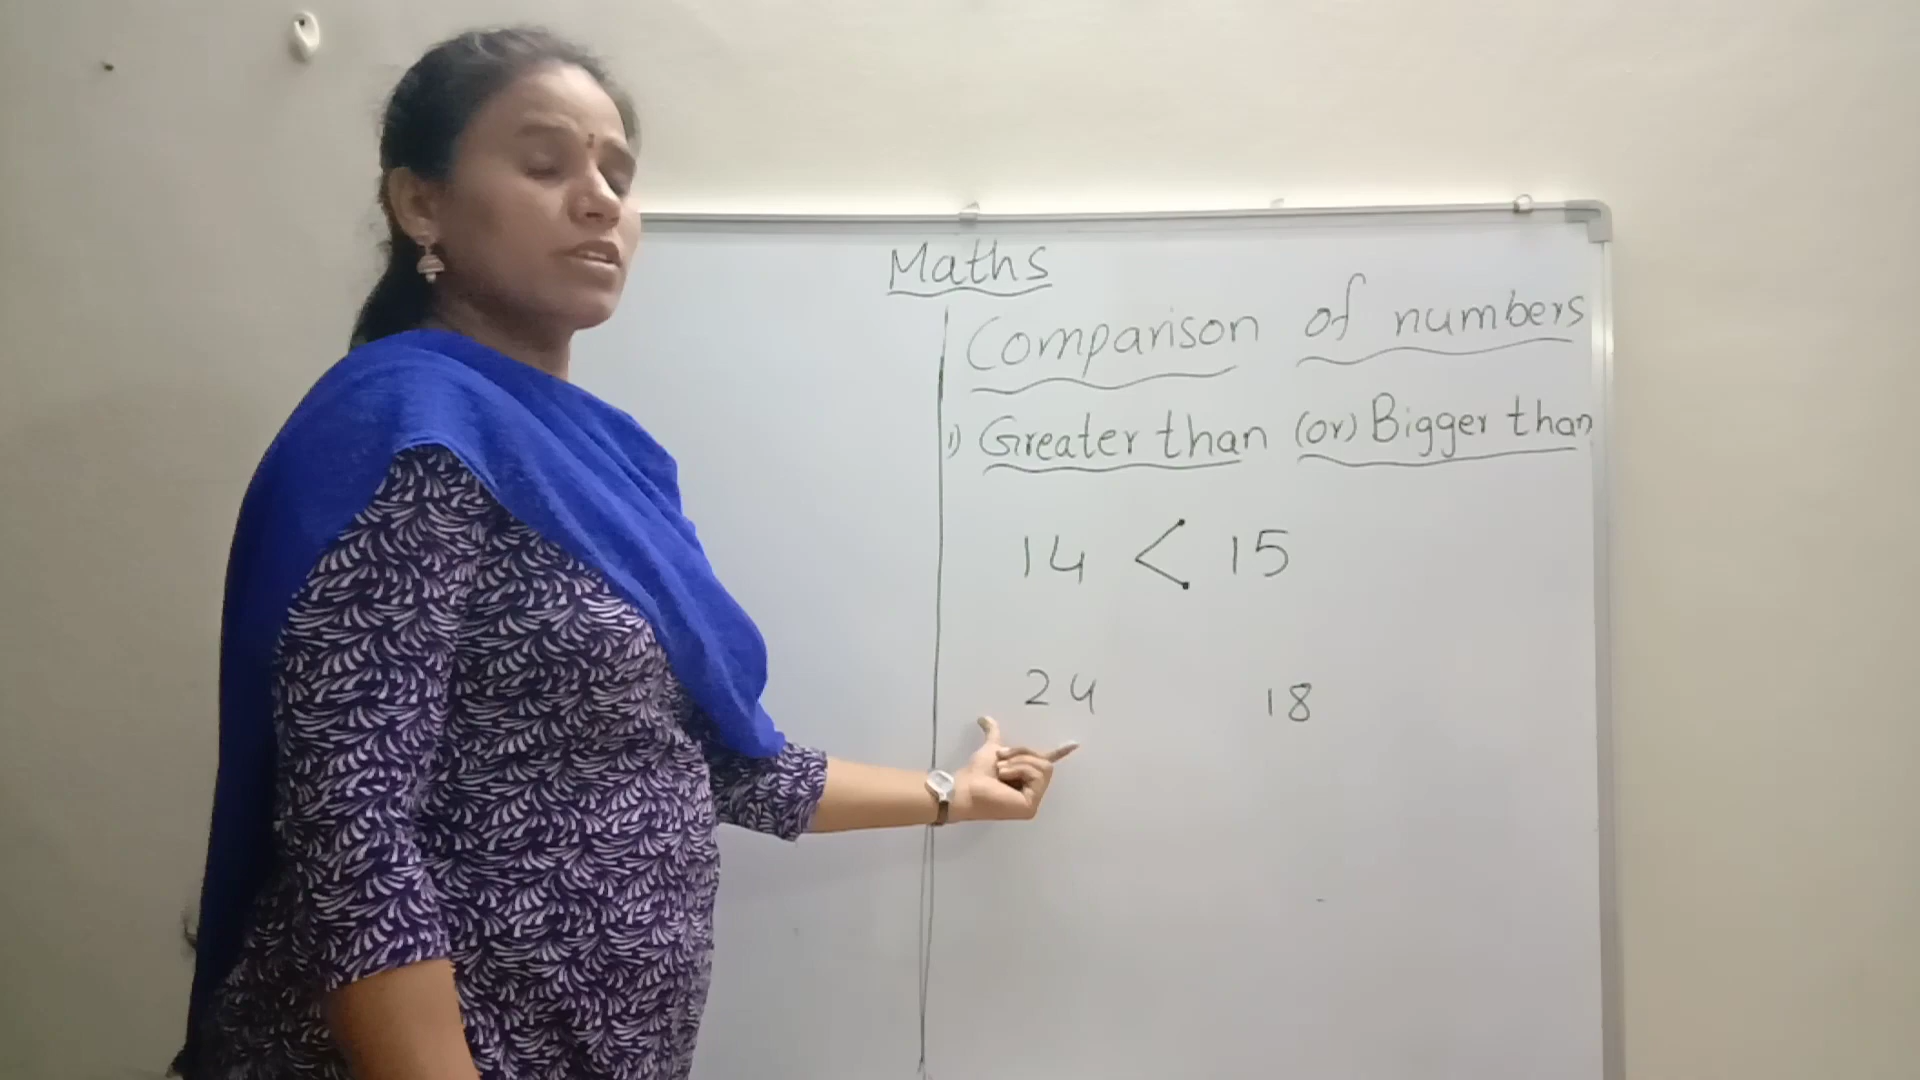 Maths
Comparison of numbers
1) Greater than (or) Bigger than
14 < 15
24 18